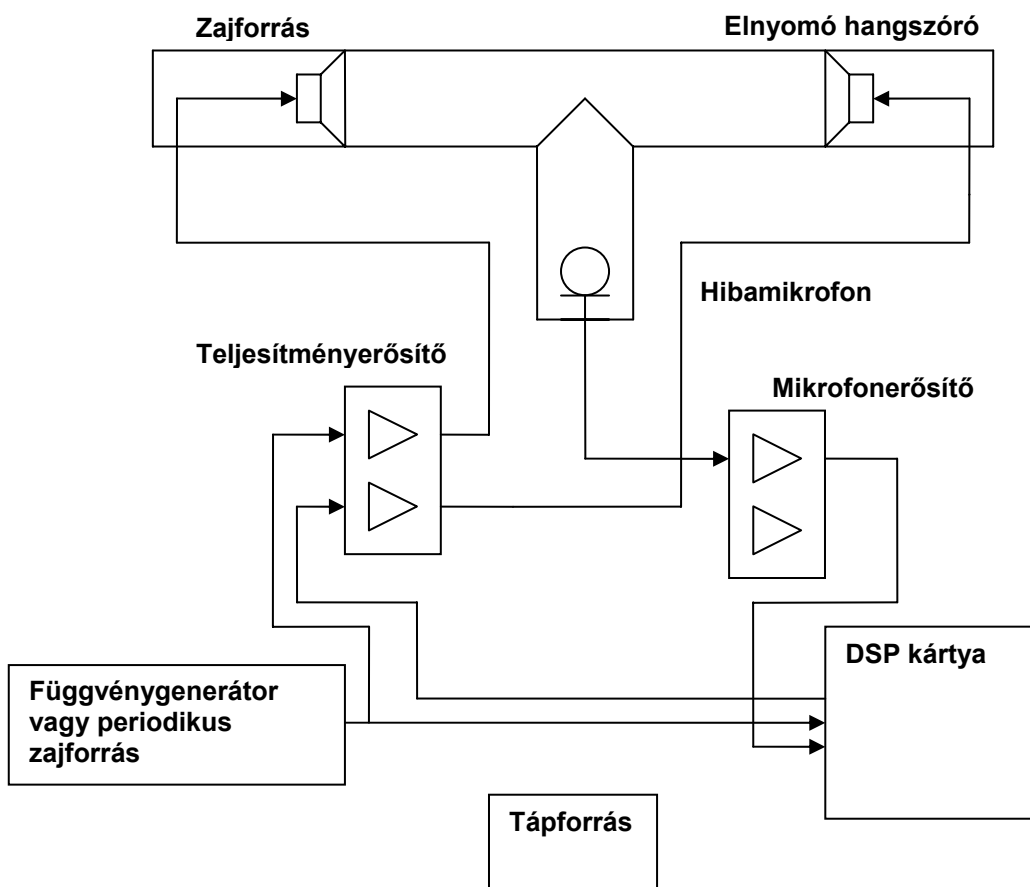 Zajforrás
Elnyomó hangszóró
Hibamikrofon
Teljesítményerősítő
Mikrofonerősítő
DSP kártya
Függvénygenerátor
vagy periodikus
zajforrás
Tápforrás